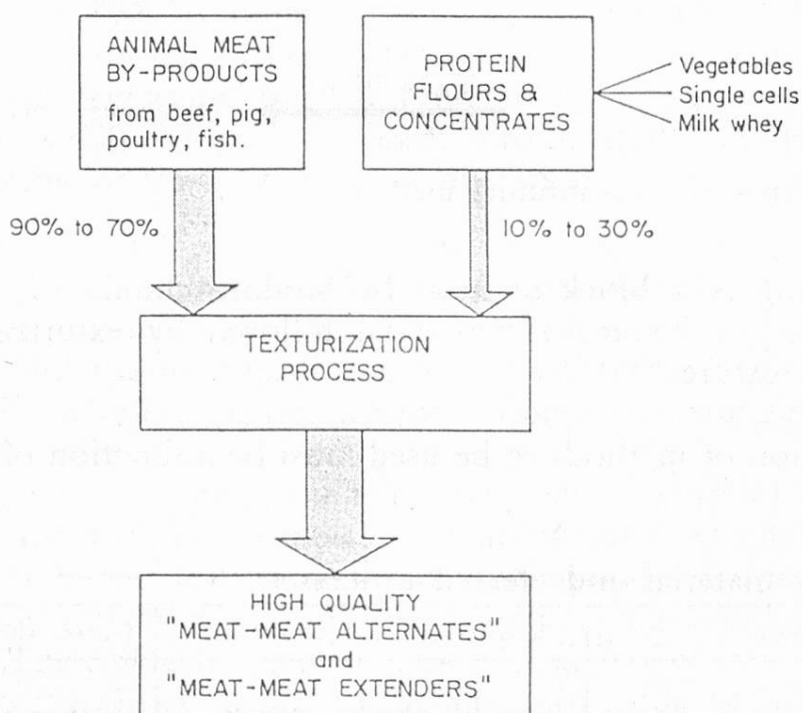 ANIMAL MEAT
BY-PRODUCTS
from beef, pig,
poultry, fish.
PROTEIN
FLOURS &
CONCENTRATES
Vegetables
Single cells
Milk whey
90% to 70%
10% to 30%
TEXTURIZATION
PROCESS
HIGH QUALITY
"MEAT-MEAT ALTERNATES"
and
"MEAT-MEAT EXTENDERS"